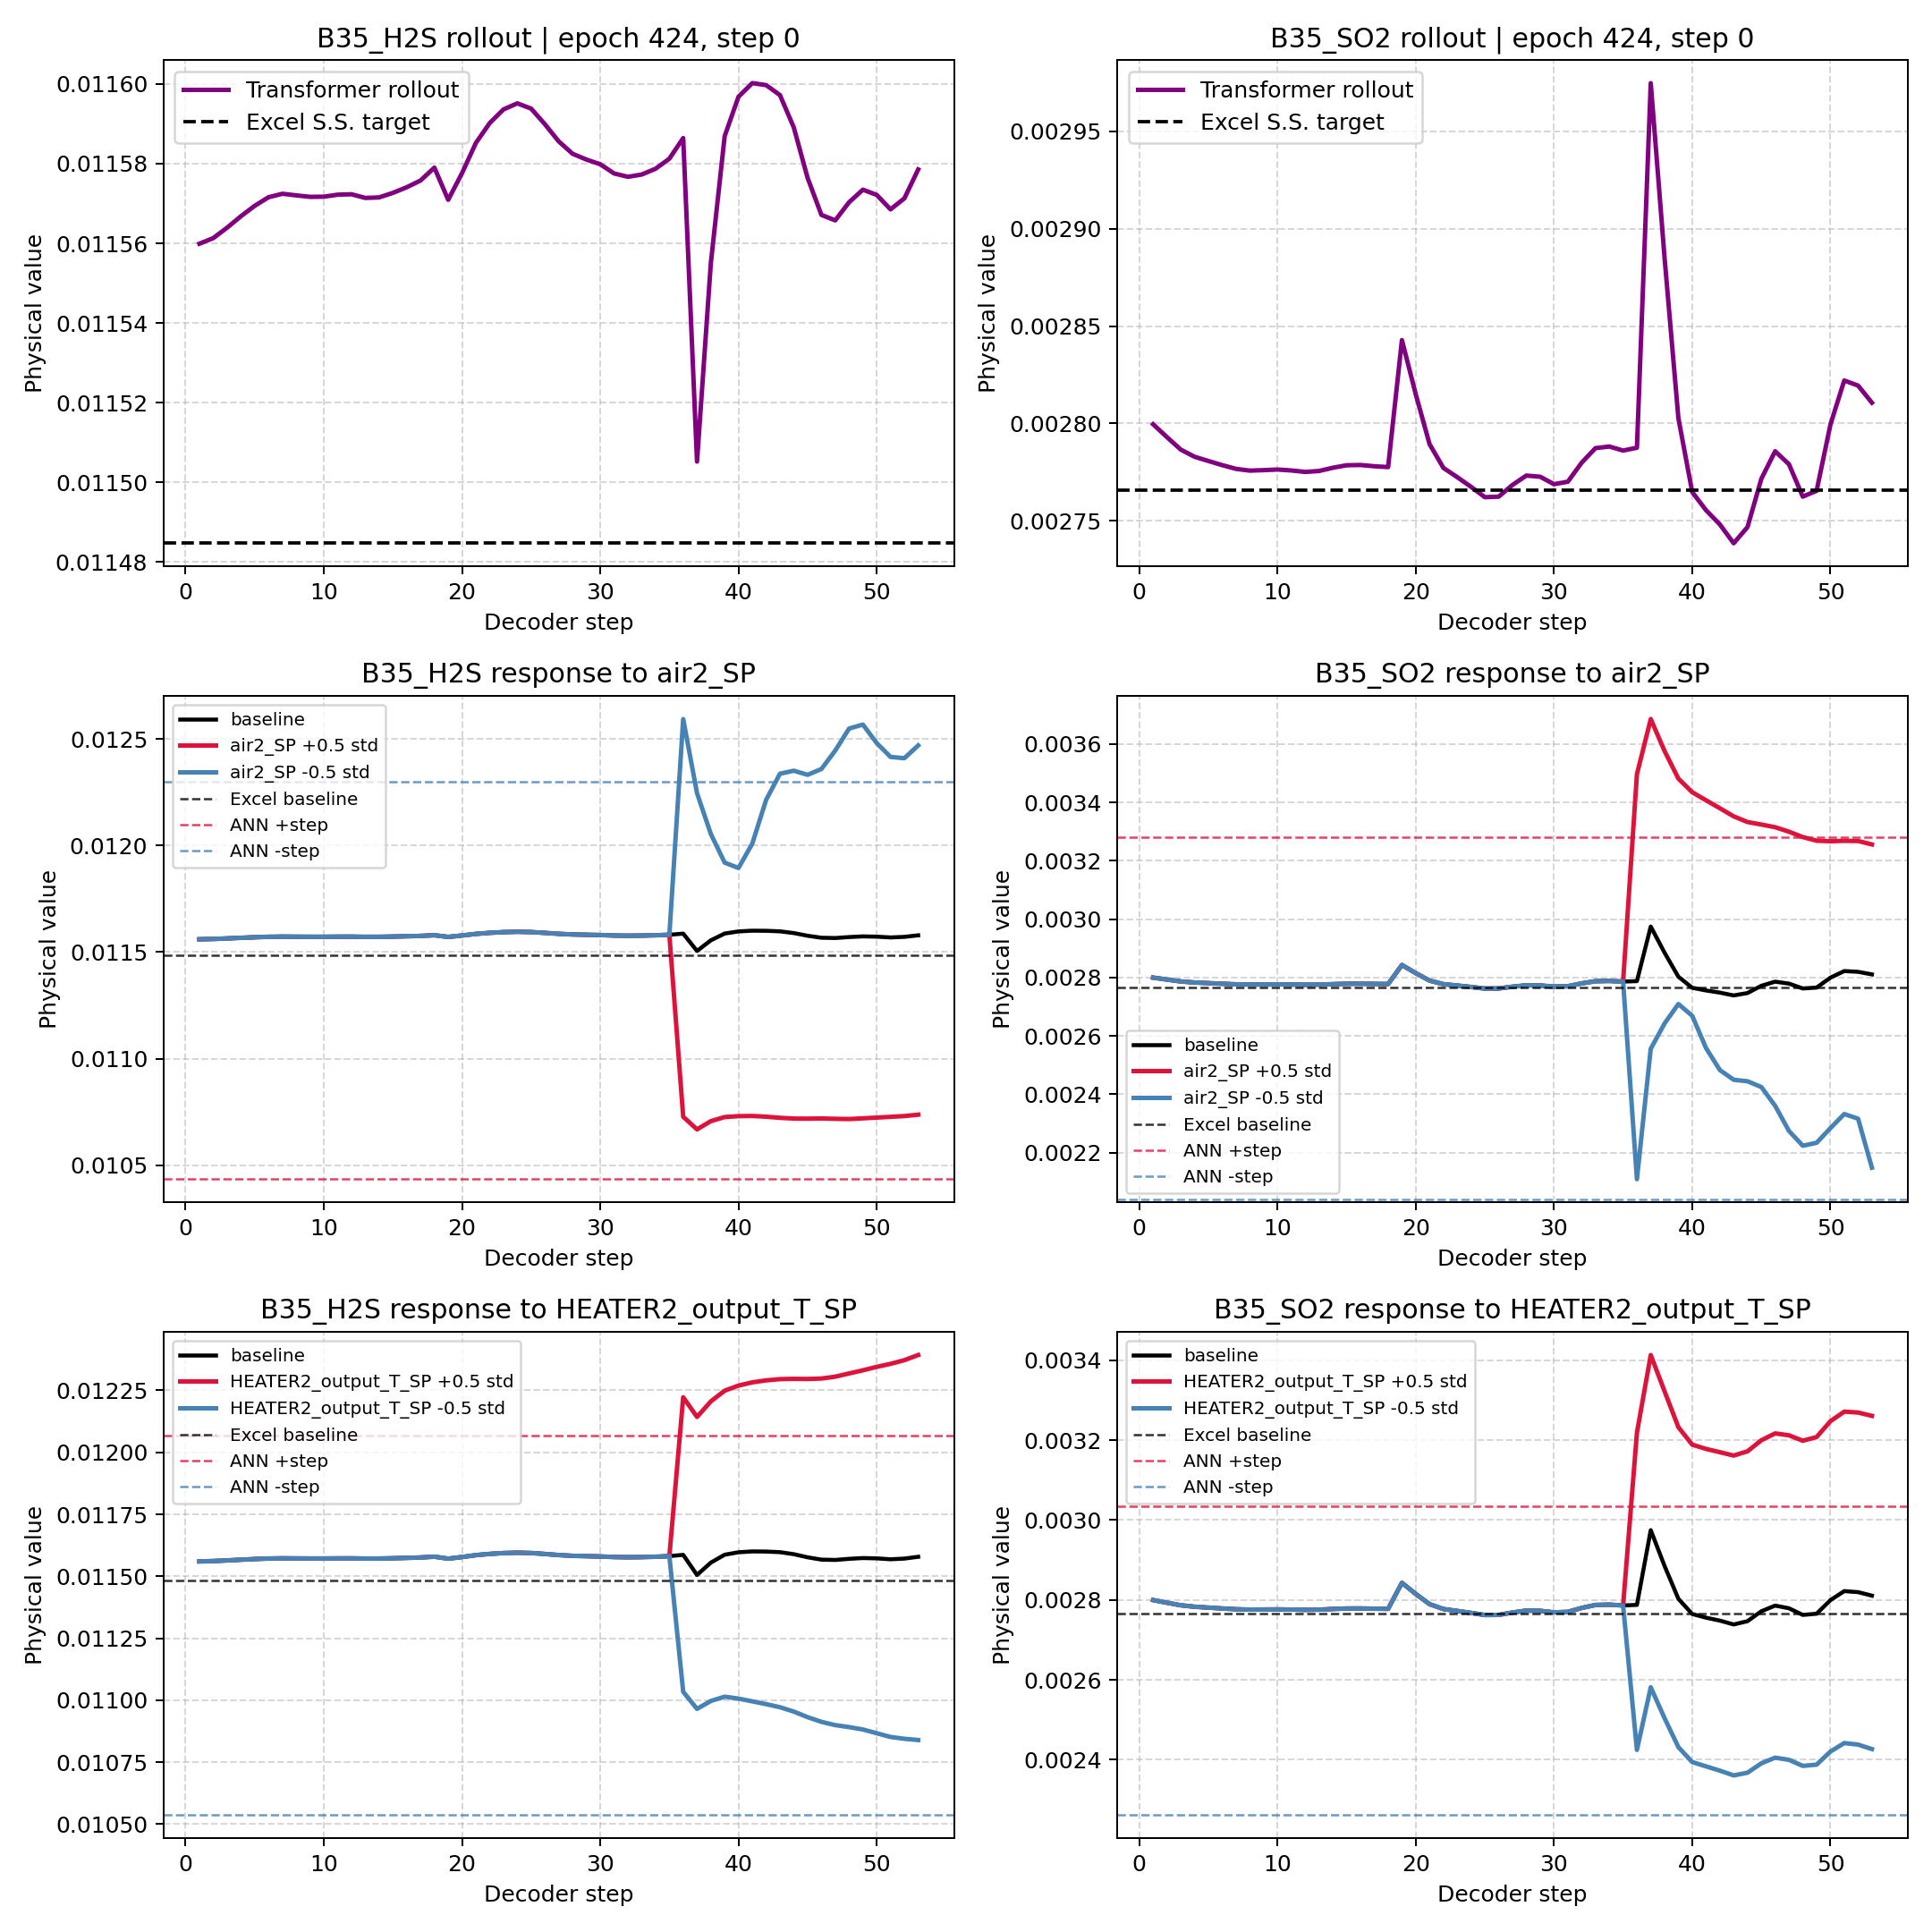 B35_H2S rollout | epoch 424, step 0
Transformer rollout
Excel S.S. target
0.01160
0.01158
0.01156
0.01154
0.01152
0.01150
0.01148
Physical value
0 10 20 30 40 50
Decoder step
B35_SO2 rollout | epoch 424, step 0
Transformer rollout
Excel S.S. target
0.00295
0.00290
0.00285
0.00280
0.00275
Physical value
0 10 20 30 40 50
Decoder step
B35_H2S response to air2_SP
baseline
air2_SP +0.5 std
air2_SP -0.5 std
Excel baseline
ANN +step
ANN -step
0.0125
0.0120
0.0115
0.0110
0.0105
Physical value
0 10 20 30 40 50
Decoder step
B35_SO2 response to air2_SP
0.0036
0.0034
0.0032
0.0030
0.0028
0.0026
0.0024
0.0022
Physical value
baseline
air2_SP +0.5 std
air2_SP -0.5 std
Excel baseline
ANN +step
ANN -step
0 10 20 30 40 50
Decoder step
B35_H2S response to HEATER2_output_T_SP
baseline
HEATER2_output_T_SP +0.5 std
HEATER2_output_T_SP -0.5 std
Excel baseline
ANN +step
ANN -step
0.01225
0.01200
0.01175
0.01150
0.01125
0.01100
0.01075
0.01050
Physical value
0 10 20 30 40 50
Decoder step
B35_SO2 response to HEATER2_output_T_SP
baseline
HEATER2_output_T_SP +0.5 std
HEATER2_output_T_SP -0.5 std
Excel baseline
ANN +step
ANN -step
0.0034
0.0032
0.0030
0.0028
0.0026
0.0024
Physical value
0 10 20 30 40 50
Decoder step